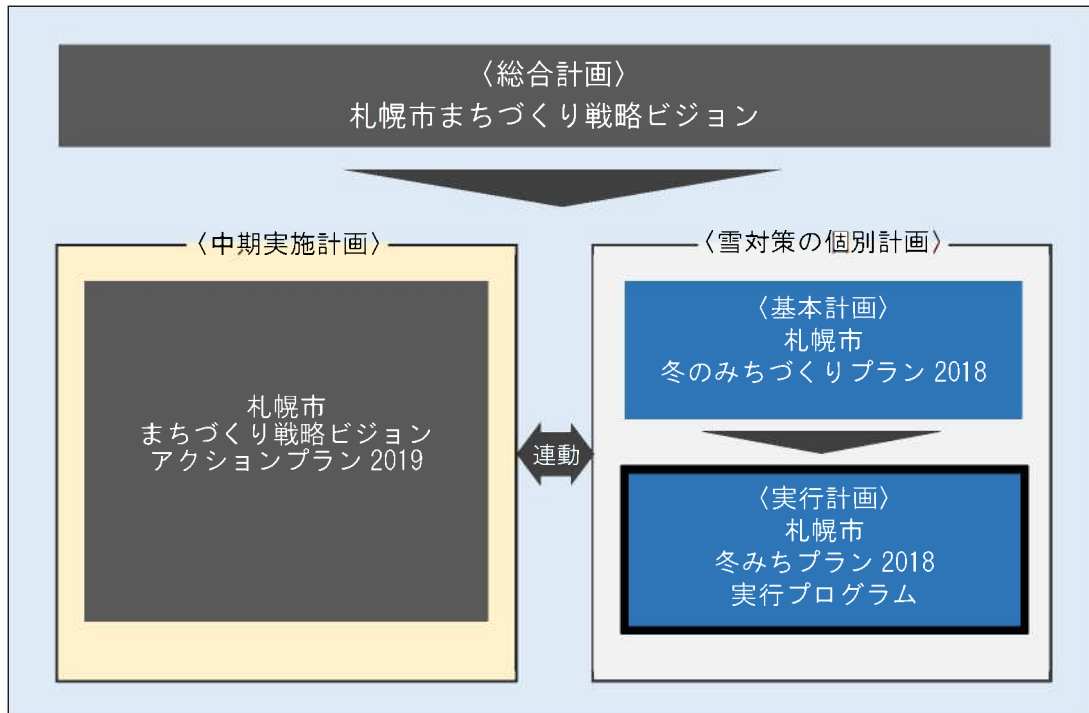 〈総合計画〉
札幌市まちづくり戦略ビジョン
〈中期実施計画〉
札幌市
まちづくり戦略ビジョン
アクションプラン 2019
連動
〈雪対策の個別計画〉
〈基本計画〉
札幌市
冬のみちづくりプラン 2018
〈実行計画〉
札幌市
冬みちプラン 2018
実行プログラム